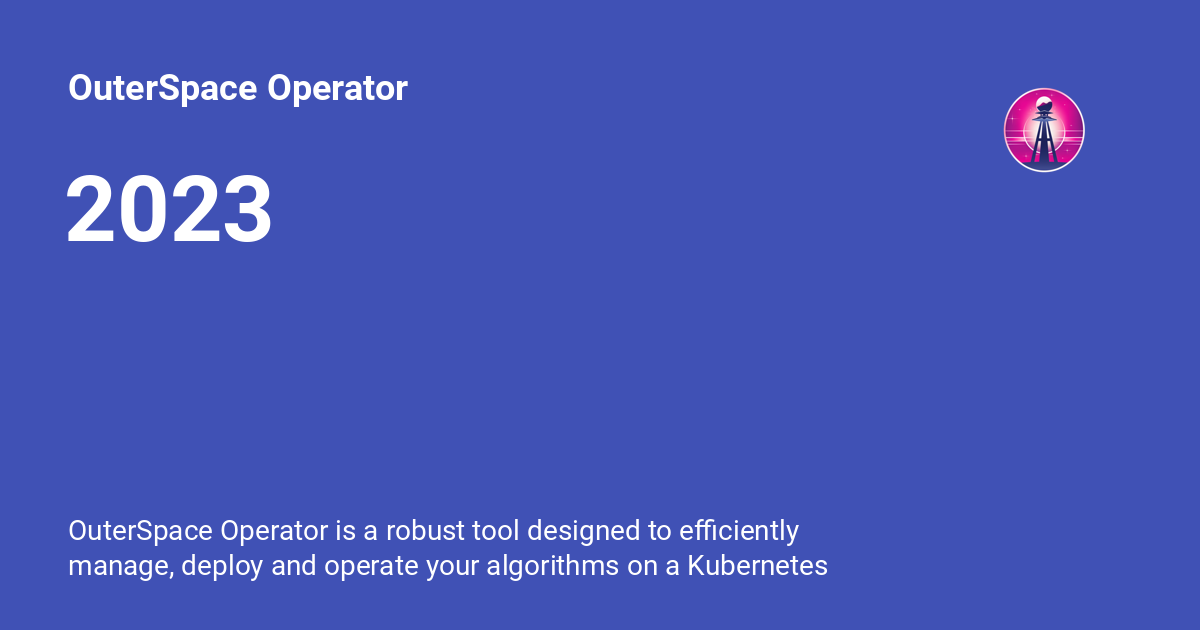 OuterSpace Operator
2023
OuterSpace Operator is a robust tool designed to efficiently
manage, deploy and operate your algorithms on a Kubernetes